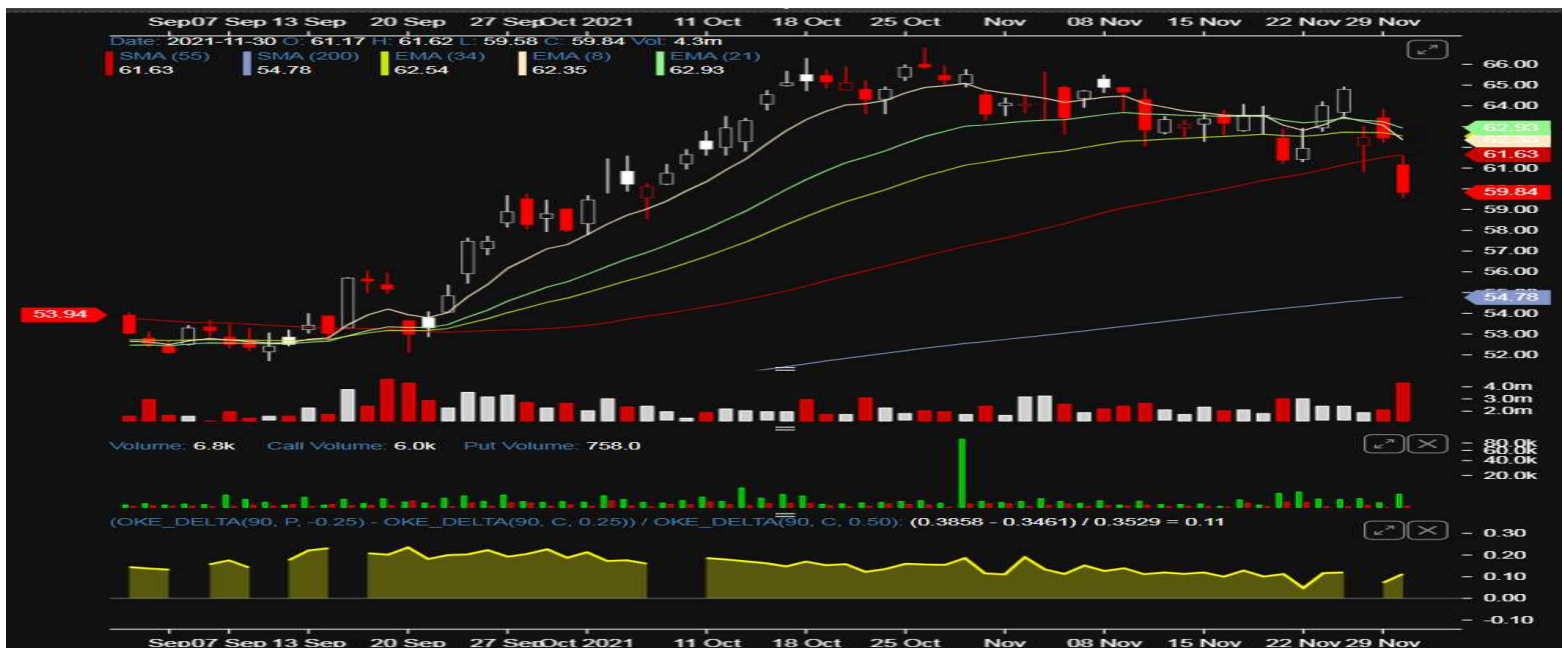 Sep07 Sep 13 Sep 20 Sep 27 SepOct 2021 11 Oct 18 Oct 25 Oct Nov 08 Nov 15 Nov 22 Nov 29 Nov
Date: 2021-11-30 O: 61.17 H: 61.62 L: 59.58 C: 59.84 Vol: 4.3m
SMA (55) SMA (200) EMA (34) EMA (8) EMA (21)
61.63 54.78 62.54 62.35 62.93
66.00
65.00
64.00
62.93
61.63
61.00
59.84
59.00
58.00
57.00
56.00
54.78
53.94
54.00
53.00
52.00
4.0m
3.0m
2.0m
Volume: 6.8k Call Volume: 6.0k Put Volume: 758.0
80.0k
60.0k
40.0k
20.0k
(OKE_DELTA(90, P, -0.25) - OKE_DELTA(90, C, 0.25)) / OKE_DELTA(90, C, 0.50): (0.3858 - 0.3461) / 0.3529 = 0.11
0.30
0.20
0.10
0.00
-0.10
Sep07 Sep 13 Sep 20 Sep 27 SepOct 2021 11 Oct 18 Oct 25 Oct Nov 08 Nov 15 Nov 22 Nov 29 Nov